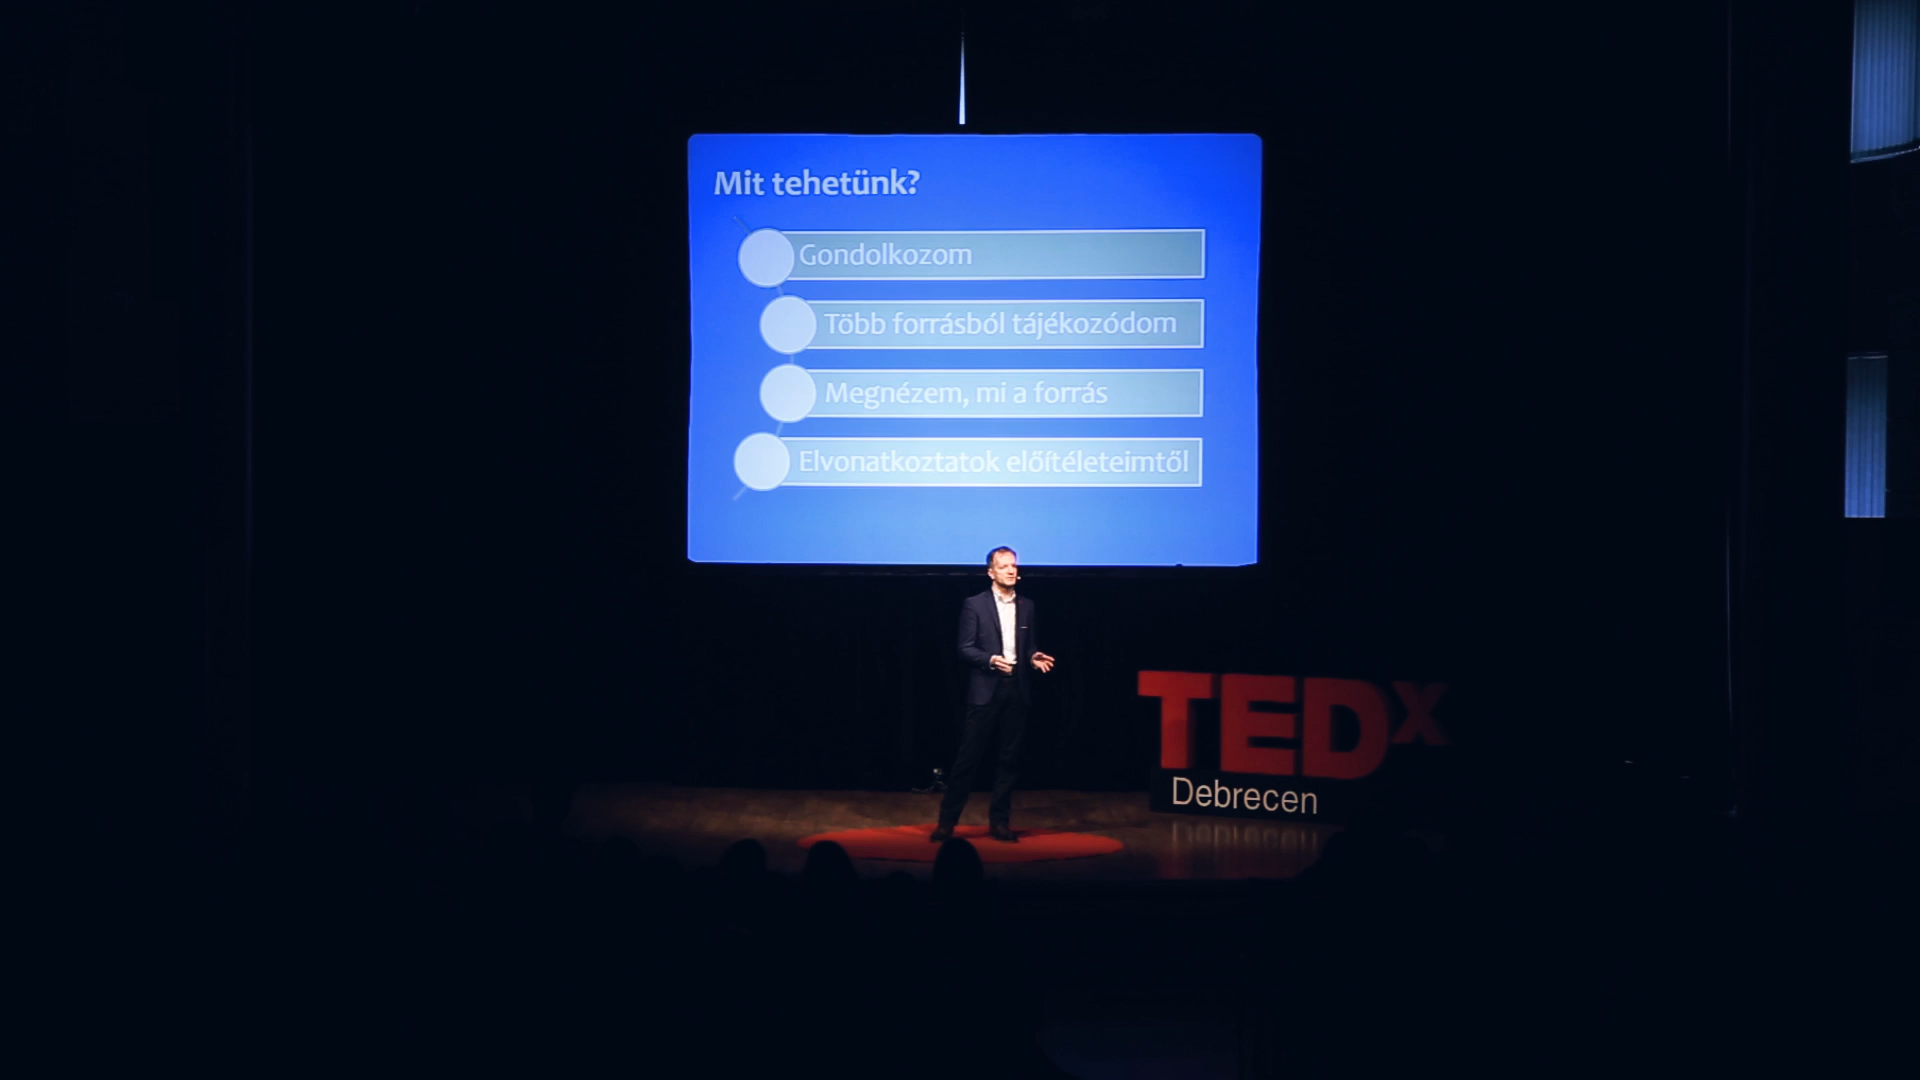 Mit tehetünk?
Gondolkozom
Több forrásból tájékozódom
Megnézem, mi a forrás
Elvonatkoztatok előítéleteimtől
TEDx
Debrecen